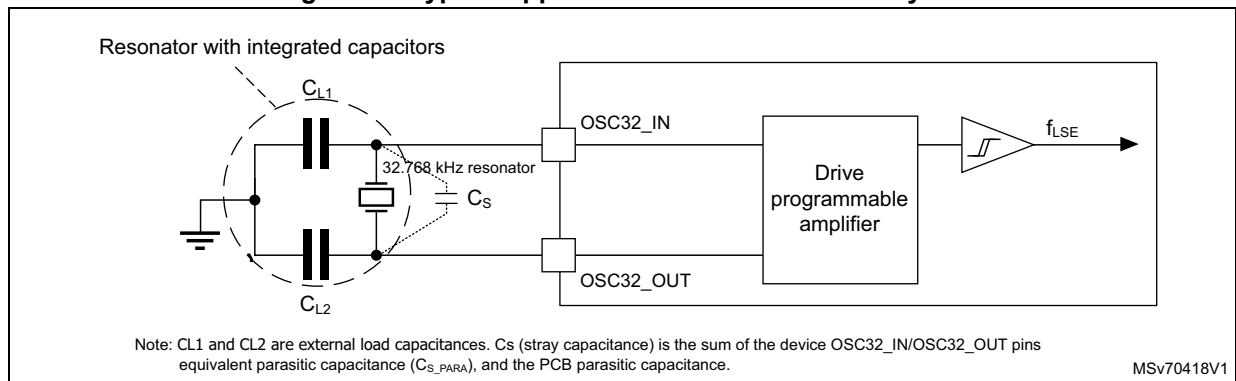 Resonator with integrated capacitors
CL1
OSC32_IN
fLSE
32.768 kHz resonator
Drive
programmable
amplifier
CS
OSC32_OUT
CL2
Note: CL1 and CL2 are external load capacitances. Cs (stray capacitance) is the sum of the device OSC32_IN/OSC32_OUT pins
equivalent parasitic capacitance (CS_PARA), and the PCB parasitic capacitance.
MSv70418V1